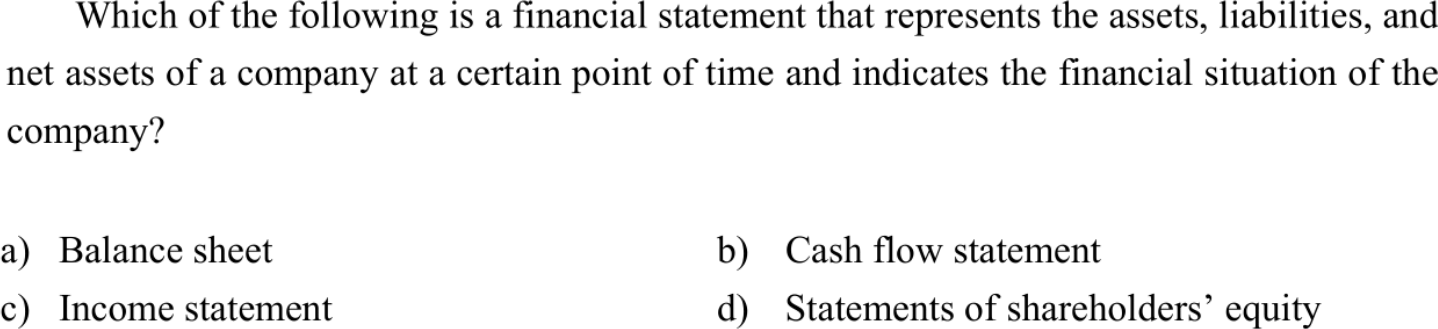 Which of the following is a financial statement that represents the assets, liabilities, and
net assets of a company at a certain point of time and indicates the financial situation of the
company?
a) Balance sheet b) Cash flow statement
c) Income statement d) Statements of shareholders’ equity